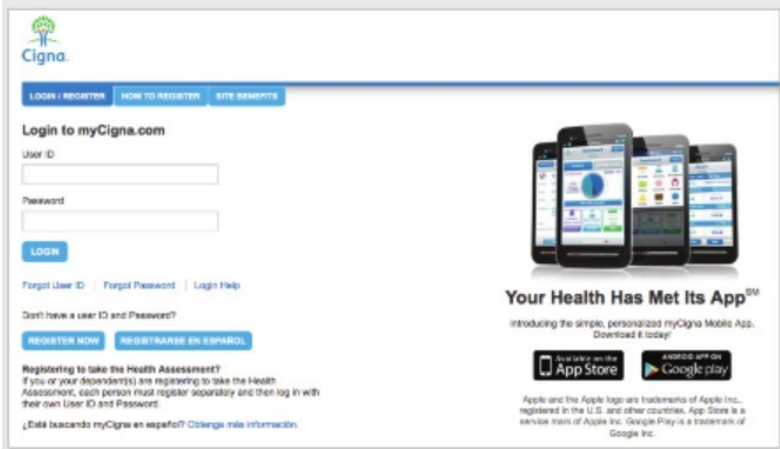 Cigna.
LOGIN / REGISTER
HOW TO REGISTER
SITE BENEFITS
Login to myCigna.com
User ID
Password
LOGIN
Forgot User ID | Forgot Password | Login Help
Don't have a user ID and Password?
REGISTER NOW
REGISTRARSE EN ESPAÑOL
Registering to take the Health Assessment?
If you or your dependent(s) are registering to take the Health
Assessment, each person must register separately and then log in with
their own User ID and Password.
¿Está buscando myCigna en español? Obtenga más información.
Your Health Has Met Its App℠
Introducing the simple, personalized myCigna Mobile App.
Download it today!
Available on the
App Store
ANDROID APP ON
Google play
Apple and the Apple logo are trademarks of Apple Inc.,
registered in the U.S. and other countries. App Store is a
service mark of Apple Inc. Google Play is a trademark of
Google Inc.